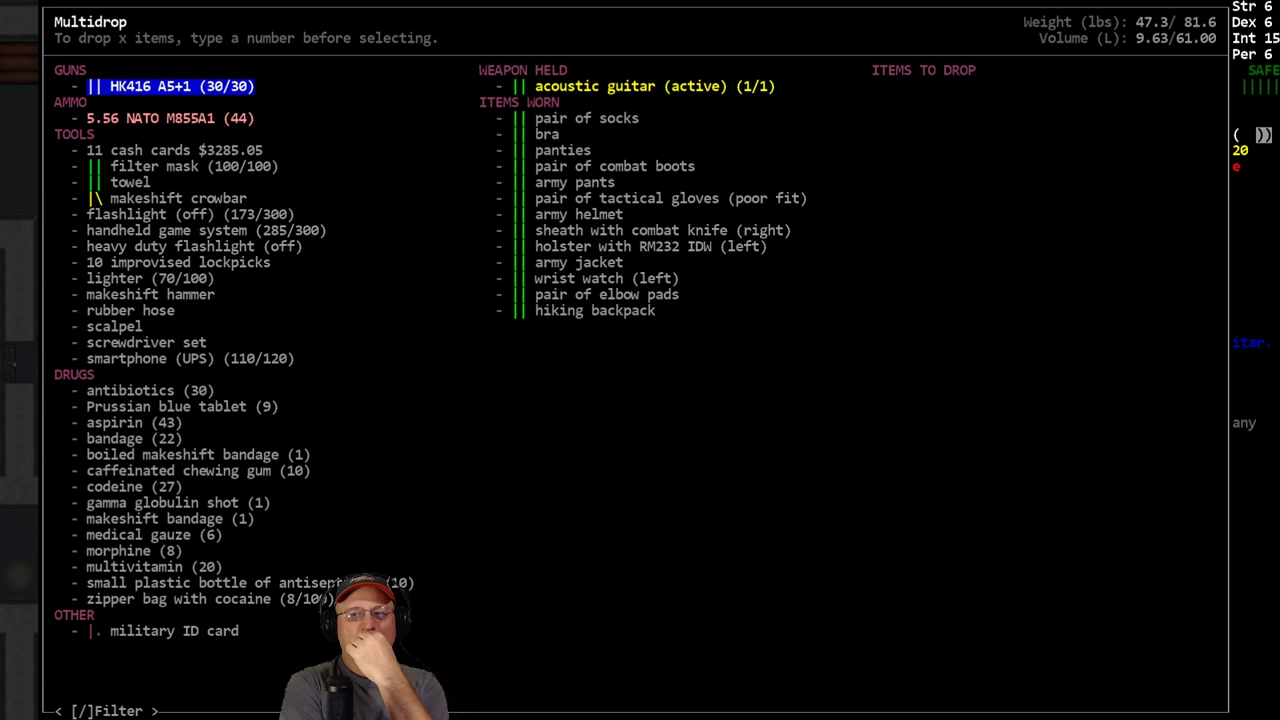 Multidrop
To drop x items, type a number before selecting.
Weight (lbs): 47.3/ 81.6
Volume (L): 9.63/61.00
Str 6
Dex 6
Int 15
Per 6
GUNS
- || HK416 A5+1 (30/30)
AMMO
- 5.56 NATO M855A1 (44)
TOOLS
- 11 cash cards $3285.05
- || filter mask (100/100)
- || towel
- |\ makeshift crowbar
- flashlight (off) (173/300)
- handheld game system (285/300)
- heavy duty flashlight (off)
- 10 improvised lockpicks
- lighter (70/100)
- makeshift hammer
- rubber hose
- scalpel
- screwdriver set
- smartphone (UPS) (110/120)
DRUGS
- antibiotics (30)
- Prussian blue tablet (9)
- aspirin (43)
- bandage (22)
- boiled makeshift bandage (1)
- caffeinated chewing gum (10)
- codeine (27)
- gamma globulin shot (1)
- makeshift bandage (1)
- medical gauze (6)
- morphine (8)
- multivitamin (20)
- small plastic bottle of (10)
- zipper bag with cocaine
OTHER
- |. military ID card
WEAPON HELD
- || acoustic guitar (active) (1/1)
ITEMS WORN
- || pair of socks
- || bra
- || panties
- || pair of combat boots
- || army pants
- || pair of tactical gloves (poor fit)
- || army helmet
- || sheath with combat knife (right)
- || holster with RM232 IDW (left)
- || army jacket
- || wrist watch (left)
- || pair of elbow pads
- || hiking backpack
ITEMS TO DROP
SAFE
|||||
( ))
20
e
itar.
any
< [/]Filter >